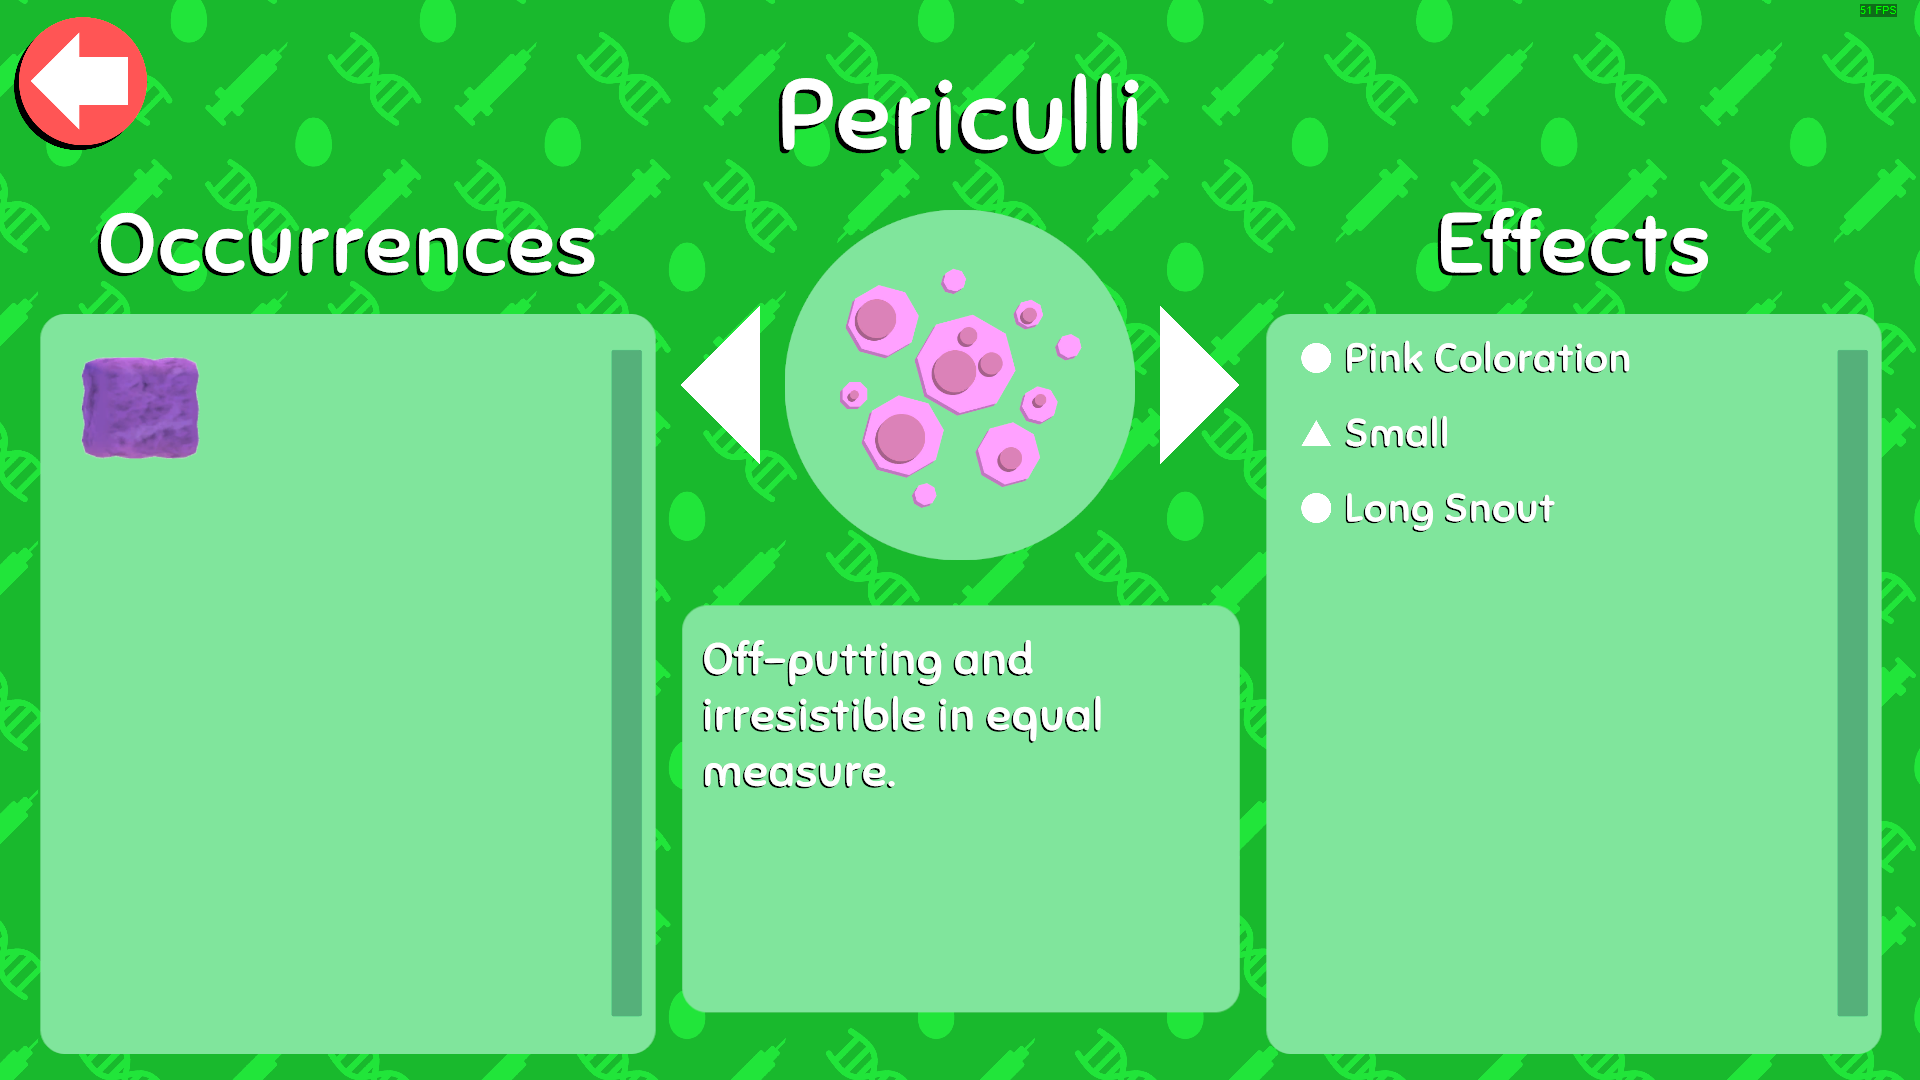 51 FPS
Periculli
Occurrences
Effects
Pink Coloration
Small
Long Snout
Off-putting and
irresistible in equal
measure.